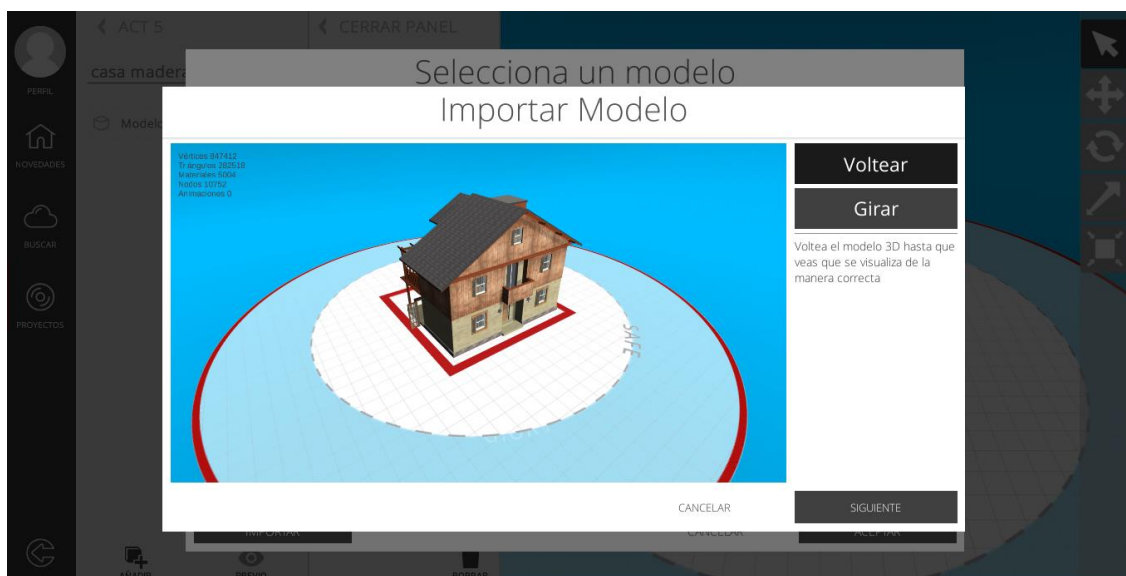 ACT 5
CERRAR PANEL
casa madera
Selecciona un modelo
Importar Modelo
PERFIL
Modelo
NOVEDADES
BUSCAR
PROYECTOS
Vértices 847412
Triángulos 282518
Materiales 5004
Nodos 10752
Animaciones 0
SAFE
Voltear
Girar
Voltea el modelo 3D hasta que
veas que se visualiza de la
manera correcta
CANCELAR
SIGUIENTE
IMPORTAR
CANCELAR
ACEPTAR
AÑADIR
PREVIO
BORRAR